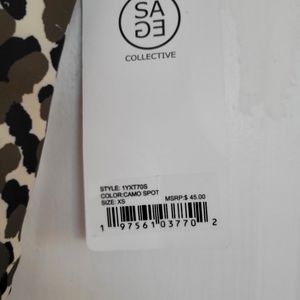 SA
GE
COLLECTIVE
STYLE: 1YXT70S
COLOR:CAMO SPOT
SIZE: XS
MSRP:$ 45.00
1 97561 03770 2